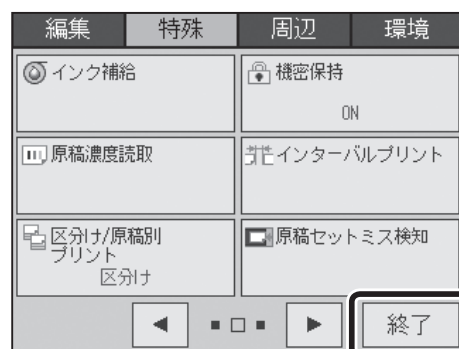 編集 特殊 周辺 環境
インク補給
機密保持
ON
原稿濃度読取
インターバルプリント
区分け/原稿別
プリント
区分け
原稿セットミス検知
終了